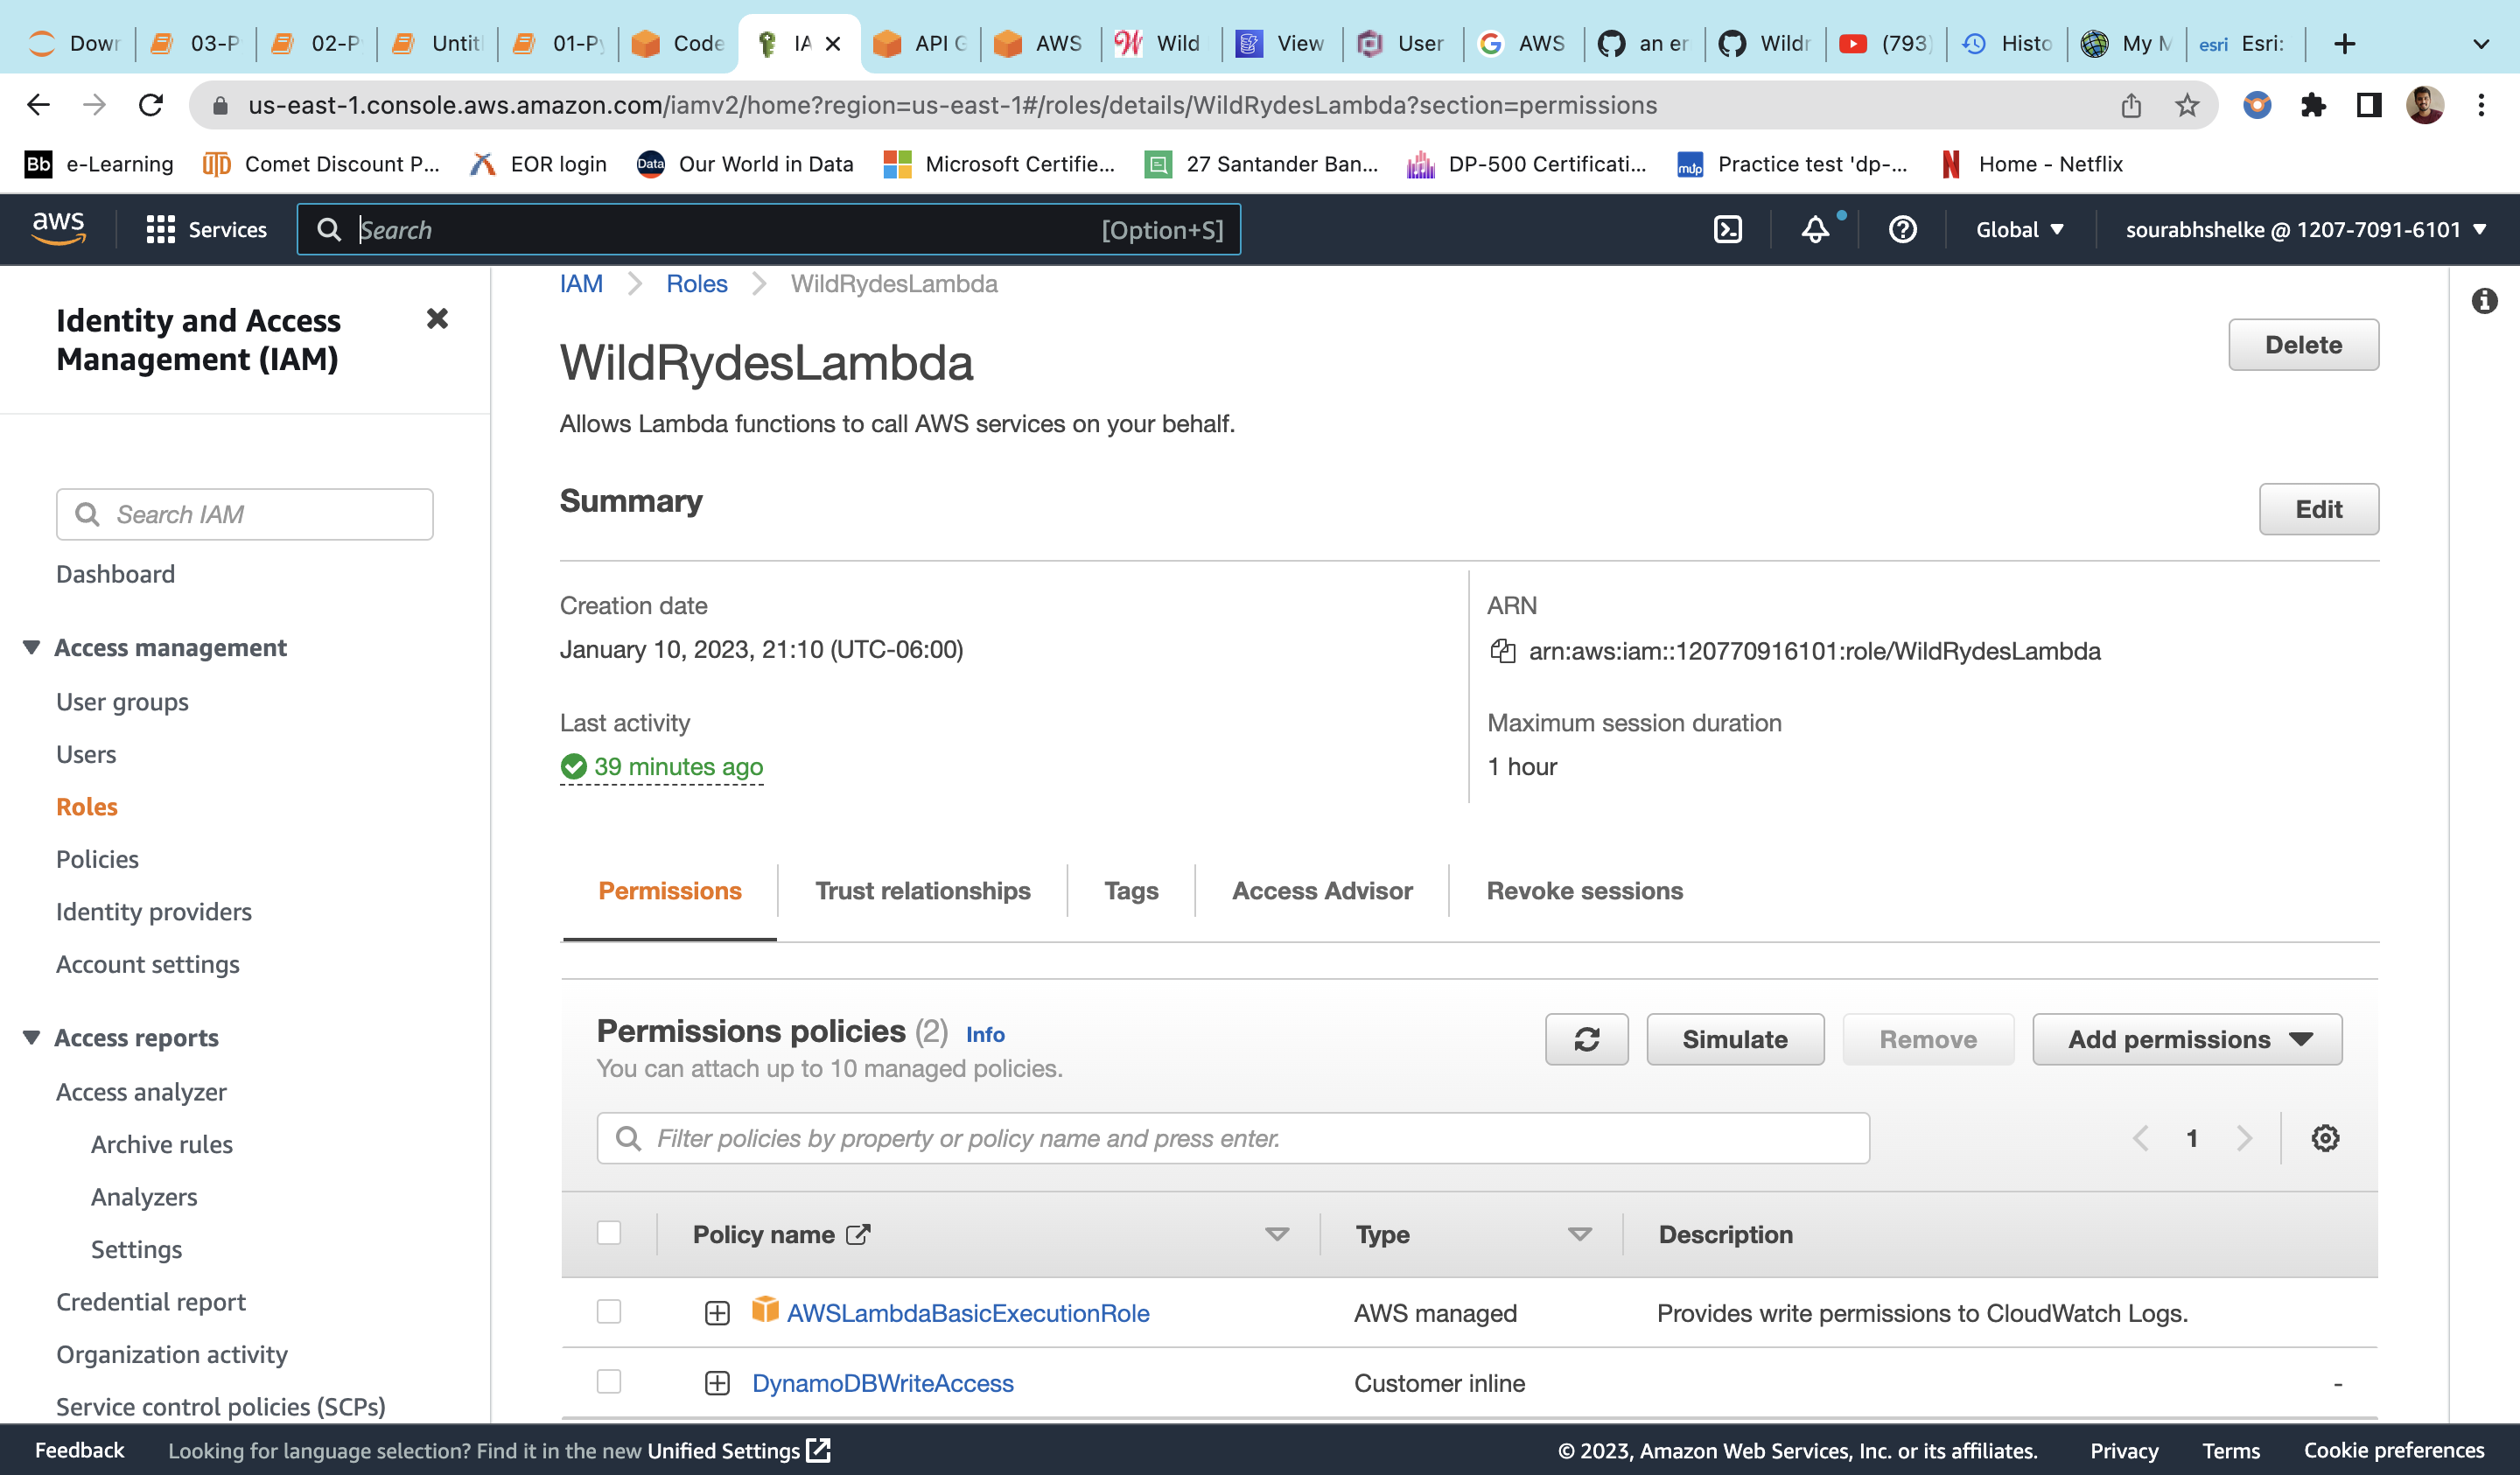 Dow
03-P
02-P
Untit
01-Py
Code
IA
API G
AWS
Wild
View
User
AWS
an er
Wildr
(793)
Histo
My M
esri Esri:
us-east-1.console.aws.amazon.com/iamv2/home?region=us-east-1#/roles/details/WildRydesLambda?section=permissions
Bb e-Learning
UTD Comet Discount P...
EOR login
Data Our World in Data
Microsoft Certifie...
27 Santander Ban...
DP-500 Certificati...
mvp Practice test 'dp-...
Home - Netflix
aws
Services
Search [Option+S]
Global
sourabhshelke @ 1207-7091-6101
Identity and Access
Management (IAM)
Search IAM
Dashboard
Access management
User groups
Users
Roles
Policies
Identity providers
Account settings
Access reports
Access analyzer
Archive rules
Analyzers
Settings
Credential report
Organization activity
Service control policies (SCPs)
IAM > Roles > WildRydesLambda
WildRydesLambda
Delete
Allows Lambda functions to call AWS services on your behalf.
Summary
Edit
Creation date
January 10, 2023, 21:10 (UTC-06:00)
ARN
arn:aws:iam::120770916101:role/WildRydesLambda
Last activity
39 minutes ago
Maximum session duration
1 hour
Permissions
Trust relationships
Tags
Access Advisor
Revoke sessions
Permissions policies (2) Info
You can attach up to 10 managed policies.
Simulate
Remove
Add permissions
Filter policies by property or policy name and press enter.
1
Policy name
Type
Description
AWSLambdaBasicExecutionRole
AWS managed
Provides write permissions to CloudWatch Logs.
DynamoDBWriteAccess
Customer inline
-
Feedback
Looking for language selection? Find it in the new Unified Settings
© 2023, Amazon Web Services, Inc. or its affiliates.
Privacy
Terms
Cookie preferences